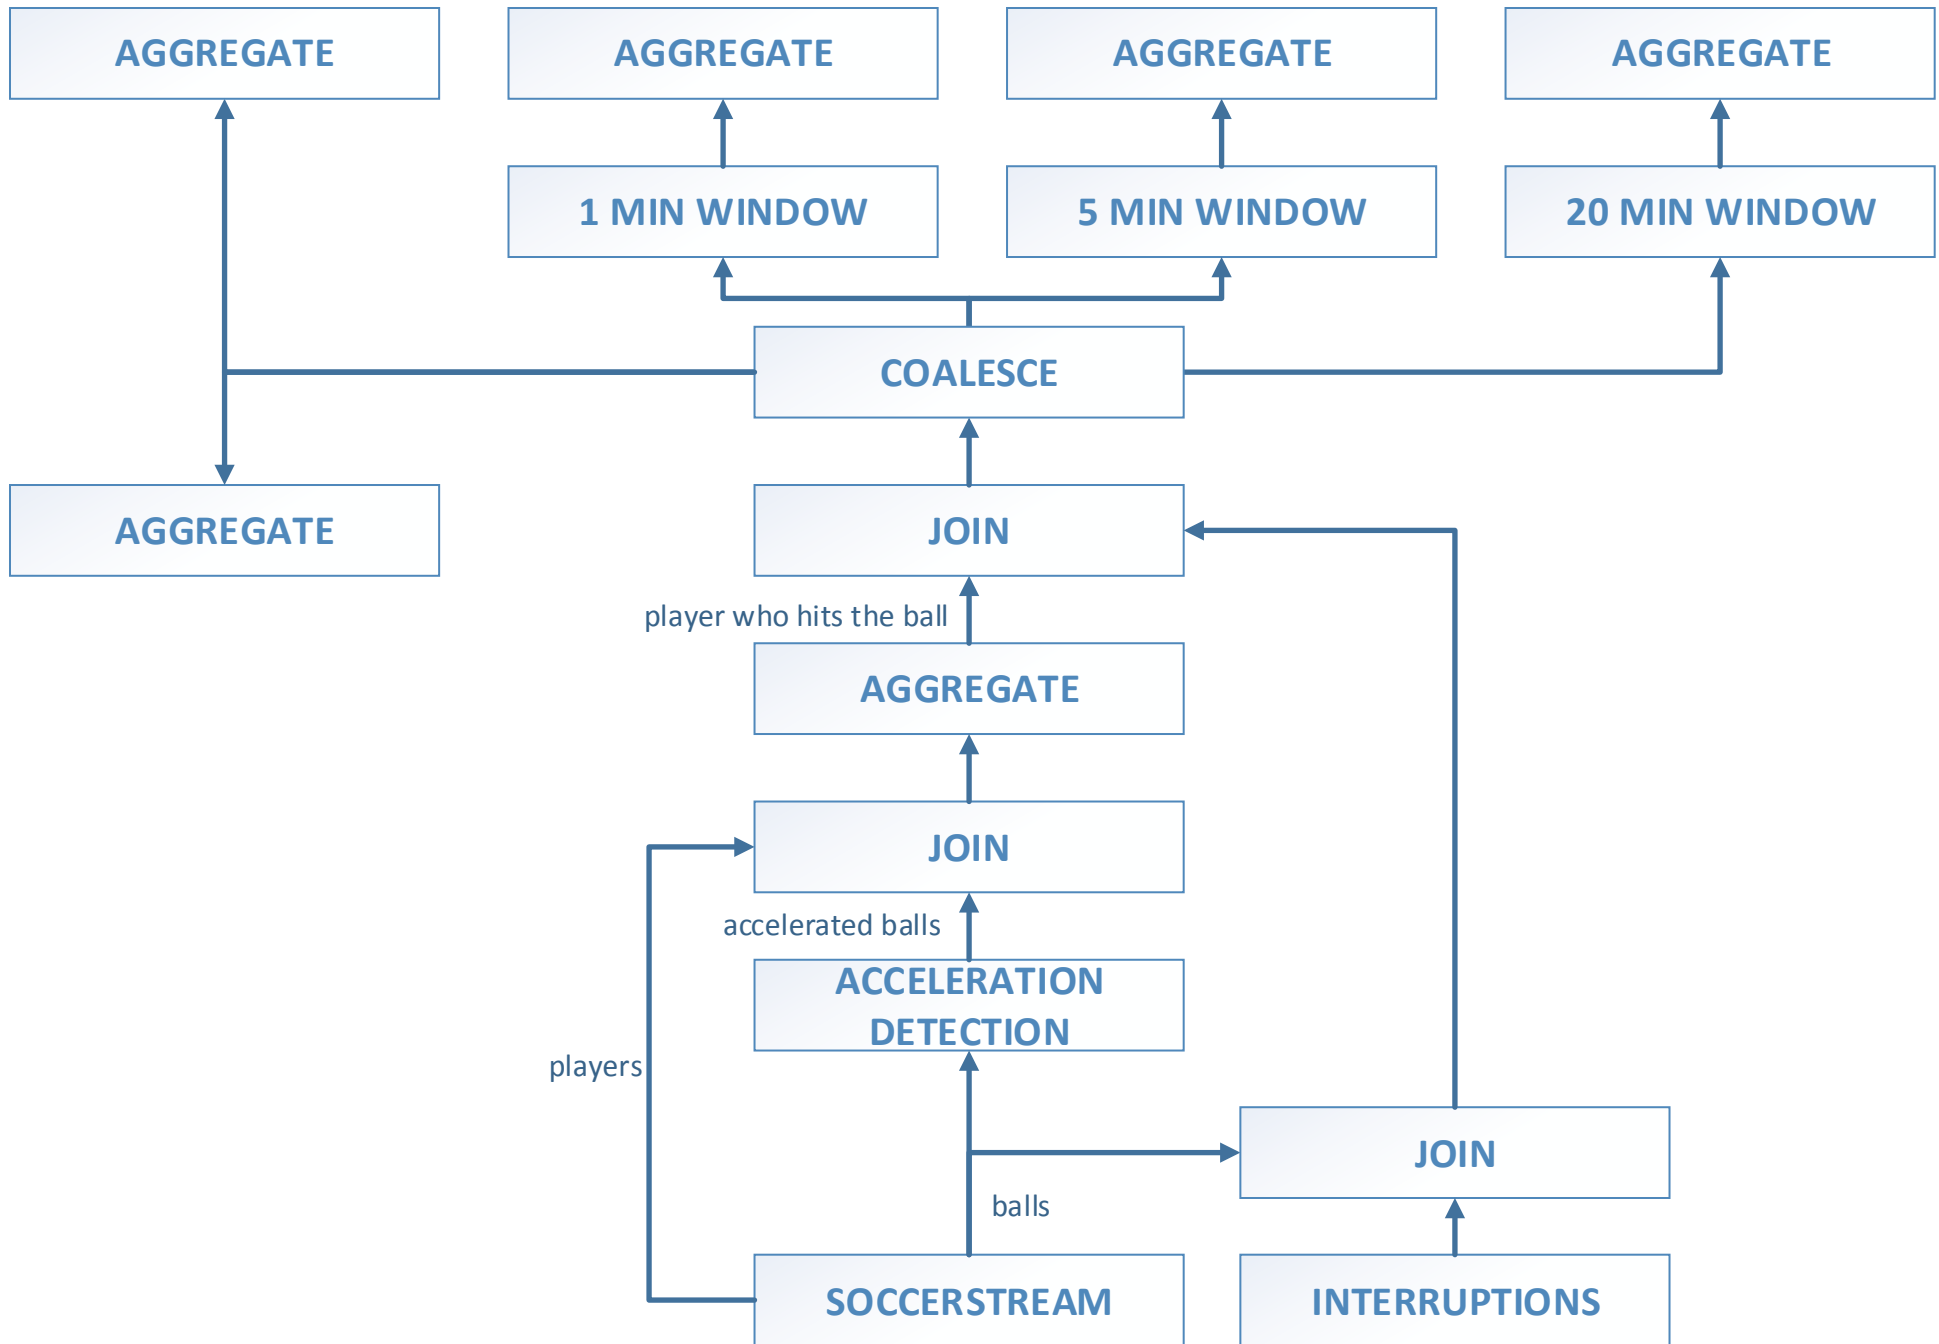 AGGREGATE
AGGREGATE
AGGREGATE
AGGREGATE
1 MIN WINDOW
5 MIN WINDOW
20 MIN WINDOW
COALESCE
AGGREGATE
JOIN
player who hits the ball
AGGREGATE
JOIN
accelerated balls
ACCELERATION
DETECTION
players
JOIN
balls
SOCCERSTREAM
INTERRUPTIONS